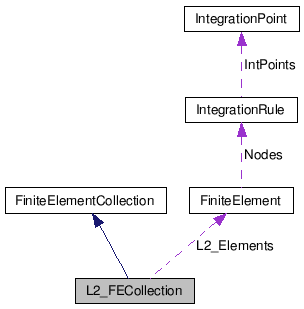 IntegrationPoint
IntPoints
IntegrationRule
Nodes
FiniteElementCollection
FiniteElement
L2_Elements
L2_FECollection